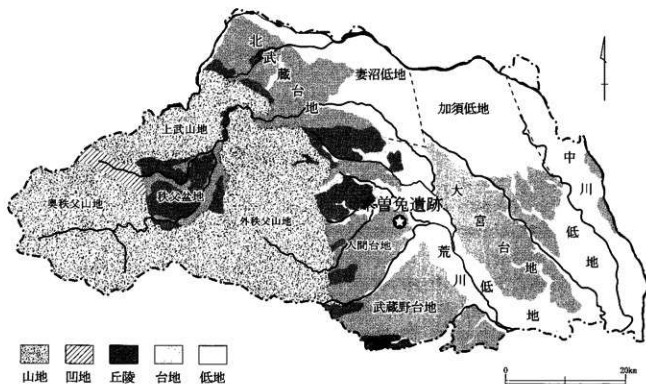 北武蔵台地
妻沼低地
加須低地
中川低地
上武山地
秩父盆地
奥秩父山地
外秩父山地
大宮台地
曽免遺跡
入間台地
荒川低地
武蔵野台地
山地
凹地
丘陵
台地
低地
0
20km